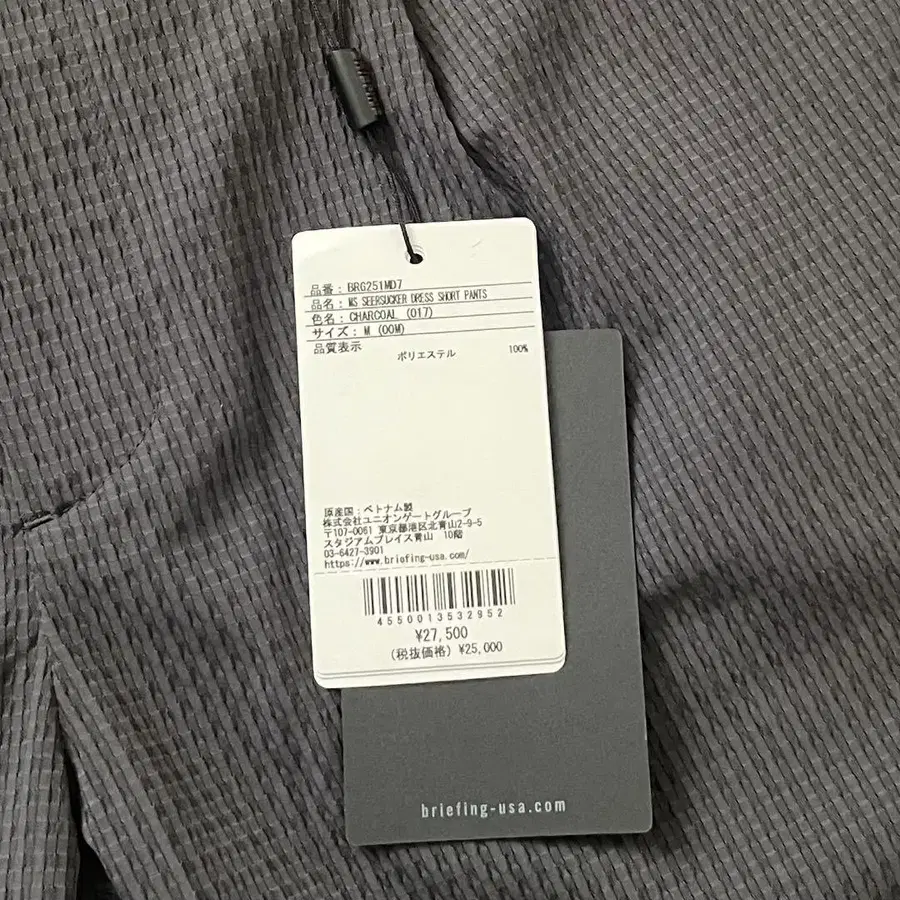 品番：BRG251MD7
品名：MS SEERSUCKER DRESS SHORT PANTS
色名：CHARCOAL (017)
サイズ：M (00M)
品質表示
ポリエステル 100%
原産国：ベトナム製
株式会社ユニオンゲートグループ
〒107-0061 東京都港区北青山2-9-5
スタジアムプレイス青山 10階
03-6427-3901
https://www.briefing-usa.com/
4550013532952
¥27,500
(税抜価格) ¥25,000
briefing-usa.com